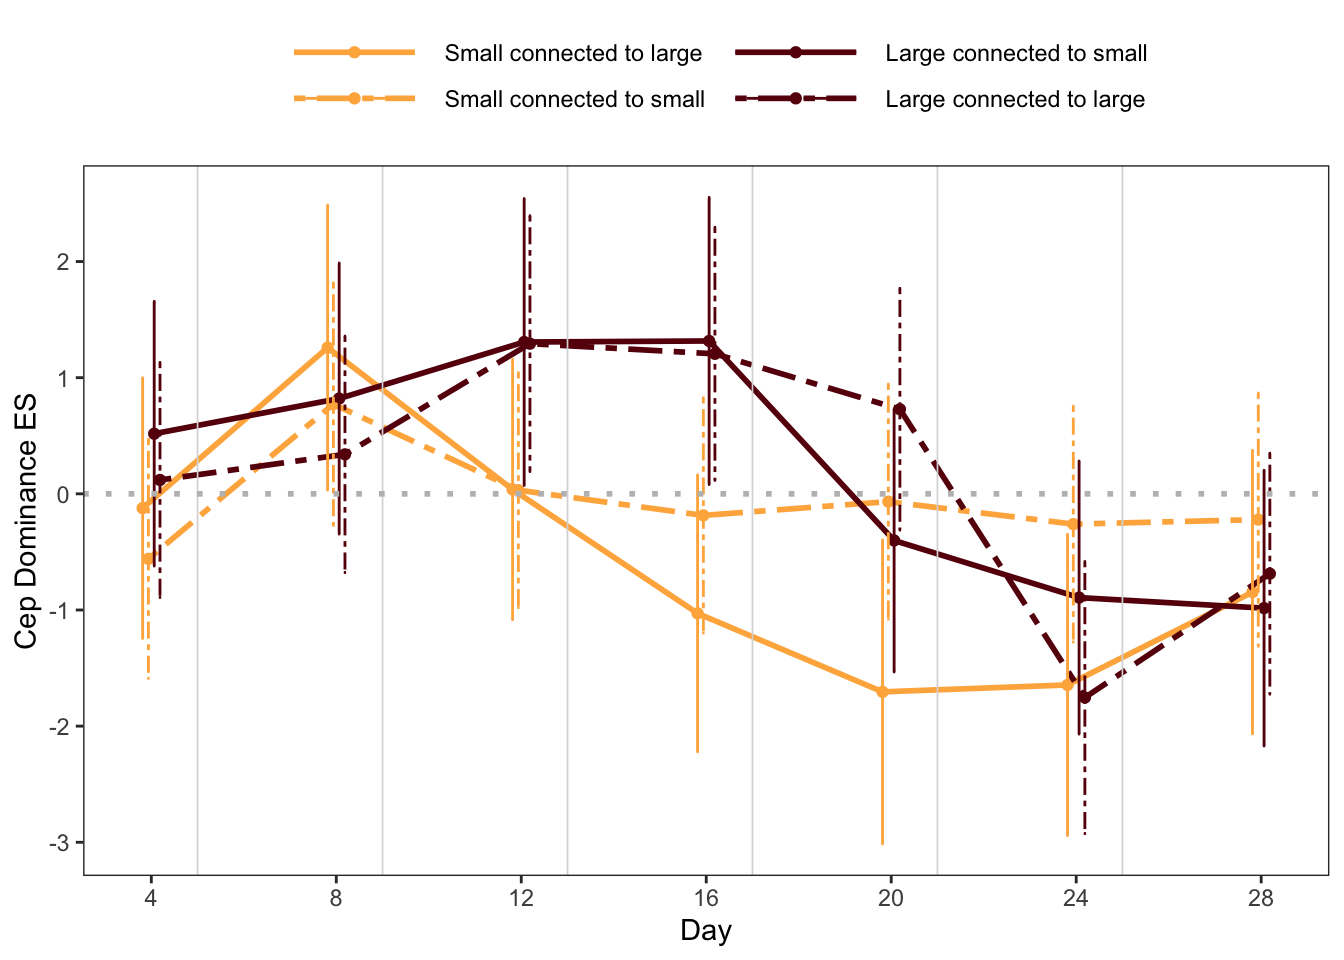 Small connected to large
Large connected to small
Small connected to small
Large connected to large
Cep Dominance ES
2
1
0
-1
-2
-3
4
8
12
16
20
24
28
Day